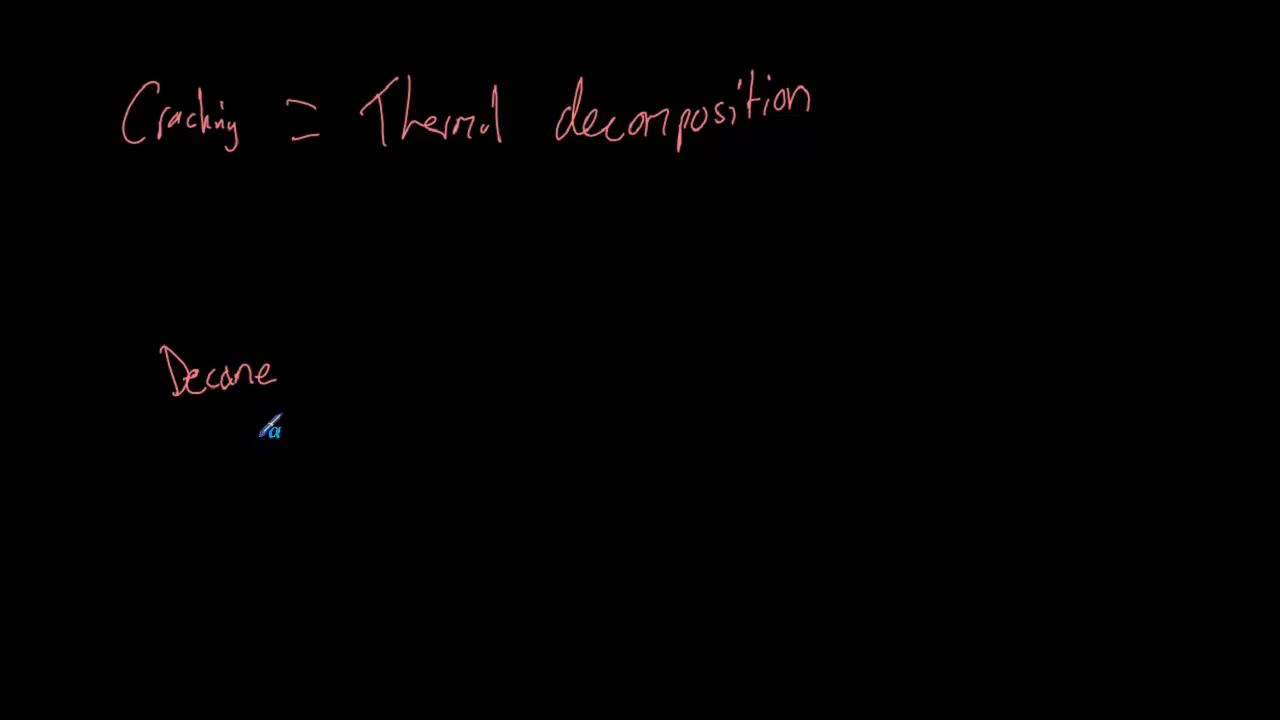 Cracking = Thermal decomposition
Decane